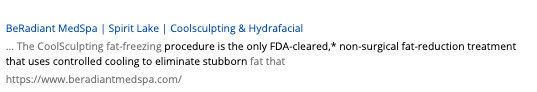 BeRadiant MedSpa | Spirit Lake | Coolsculpting & Hydrafacial
... The CoolSculpting fat-freezing procedure is the only FDA-cleared,* non-surgical fat-reduction treatment
that uses controlled cooling to eliminate stubborn fat that
https://www.beradiantmedspa.com/